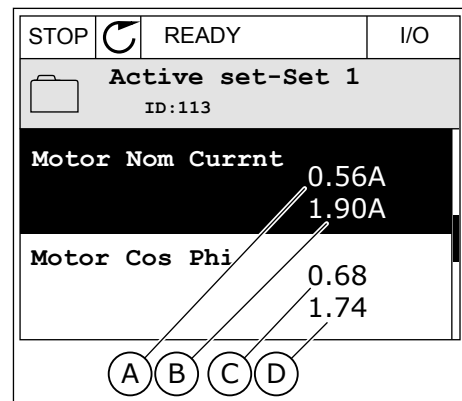 STOP READY I/O
Active set-Set 1
ID:113
Motor Nom Currnt
0.56A
1.90A
Motor Cos Phi
0.68
1.74
A B C D